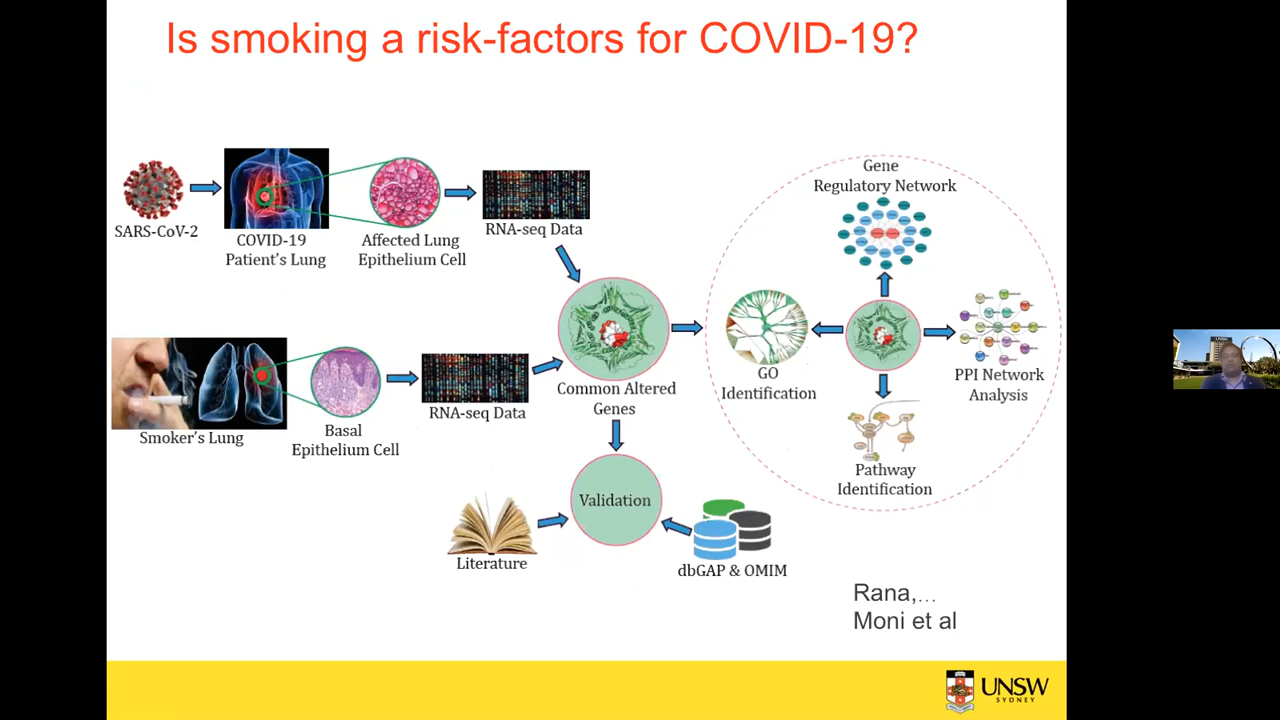 Is smoking a risk-factors for COVID-19?
SARS-CoV-2
COVID-19
Patient's Lung
Affected Lung
Epithelium Cell
RNA-seq Data
Smoker's Lung
Basal
Epithelium Cell
RNA-seq Data
Common Altered
Genes
Validation
Literature
dbGAP & OMIM
Gene
Regulatory Network
GO
Identification
PPI Network
Analysis
Pathway
Identification
Rana,...
Moni et al
UNSW
SYDNEY
UNSW